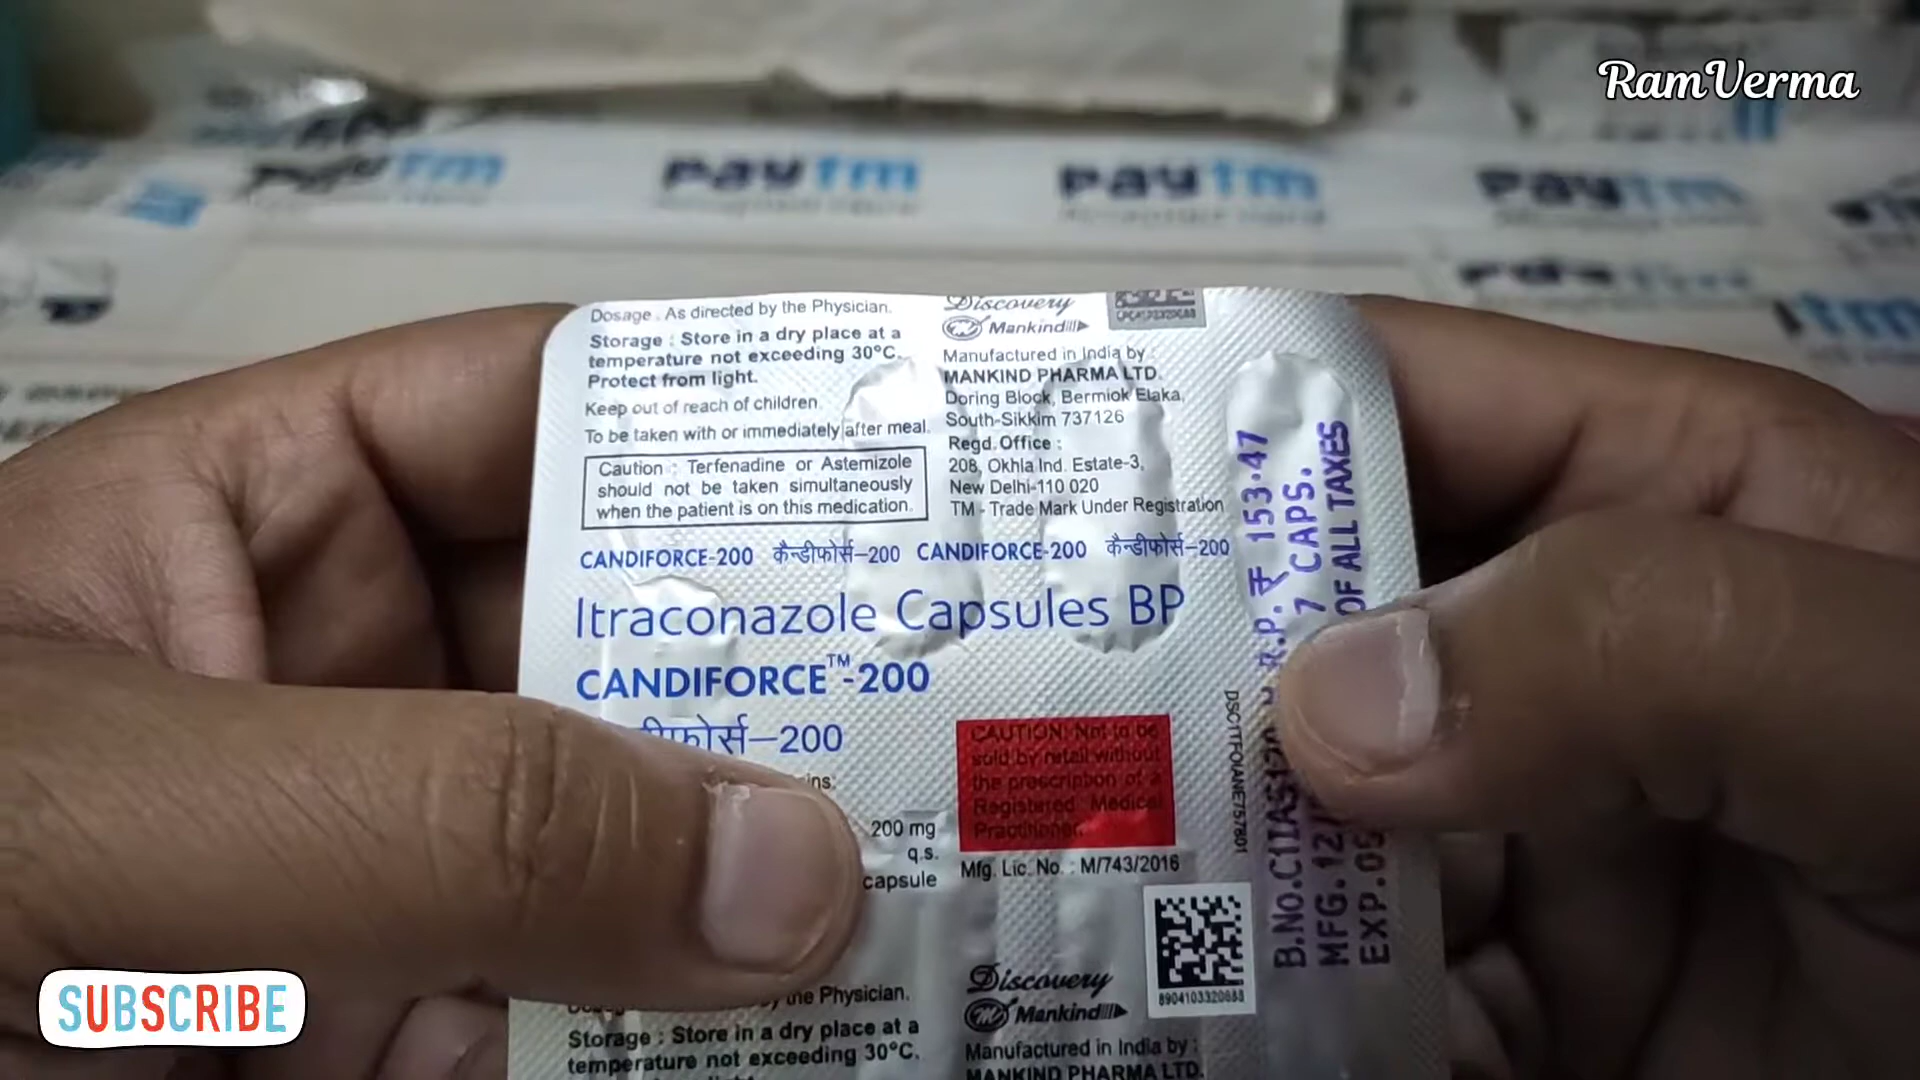 RamVerma
paytm
paytm
paytm
paytm
Dosage : As directed by the Physician.
Storage : Store in a dry place at a
temperature not exceeding 30°C.
Protect from light.
Keep out of reach of children.
To be taken with or immediately after meal.
Caution : Terfenadine or Astemizole
should not be taken simultaneously
when the patient is on this medication.
Discovery
Mankind
Manufactured in India by :
MANKIND PHARMA LTD.
Doring Block, Bermiok Elaka,
South-Sikkim 737126
Regd. Office :
208, Okhla Ind. Estate-3,
New Delhi-110 020
TM - Trade Mark Under Registration
CANDIFORCE-200 कैन्डीफोर्स–200 CANDIFORCE-200 कैन्डीफोर्स–200
Itraconazole Capsules BP
CANDIFORCE™-200
–200
200 mg
q.s.
capsule
CAUTION: Not to be
sold by retail without
the prescription of a
Registered Medical
Practitioner.
Mfg. Lic. No. : M/743/2016
8904103320688
R.P. ₹ 153.47
7 CAPS.
OF ALL TAXES
B.No.
MFG. 12/
EXP.
the Physician.
Storage : Store in a dry place at a
temperature not exceeding 30°C.
Discovery
Mankind
Manufactured in India by :
MANKIND PHARMA LTD.
SUBSCRIBE